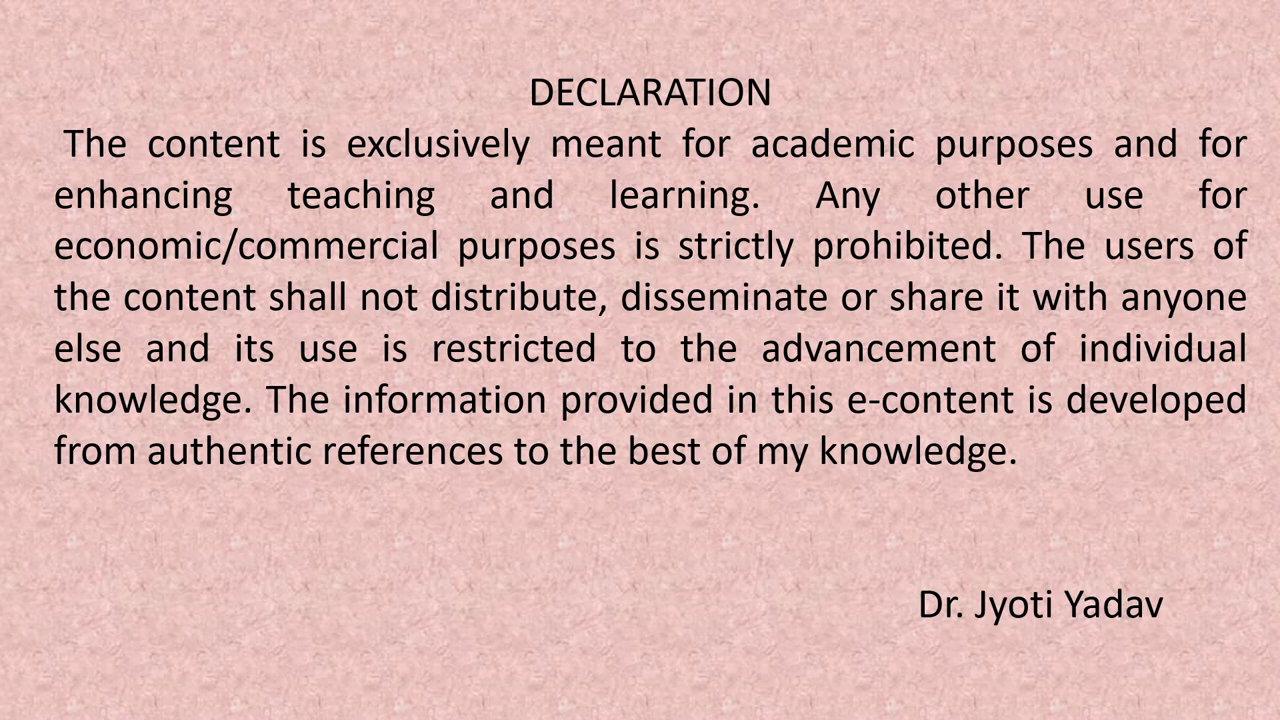 DECLARATION
The content is exclusively meant for academic purposes and for
enhancing teaching and learning. Any other use for
economic/commercial purposes is strictly prohibited. The users of
the content shall not distribute, disseminate or share it with anyone
else and its use is restricted to the advancement of individual
knowledge. The information provided in this e-content is developed
from authentic references to the best of my knowledge.
Dr. Jyoti Yadav